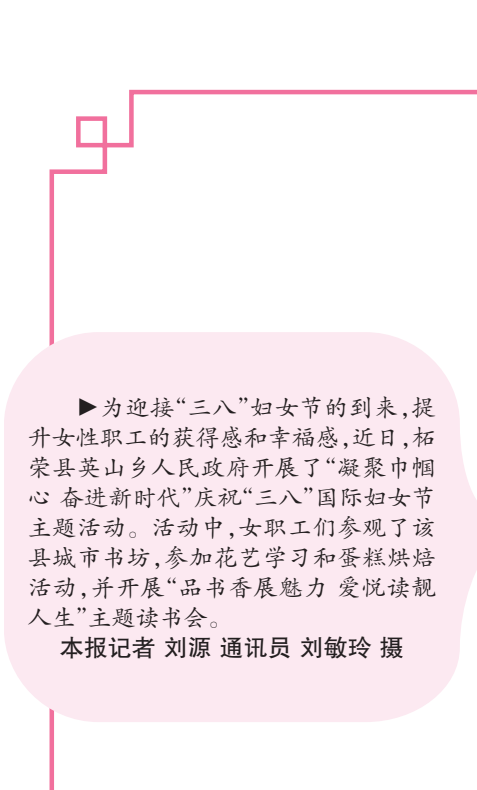 ▶为迎接“三八”妇女节的到来,提
升女性职工的获得感和幸福感,近日,柘
荣县英山乡人民政府开展了“凝聚巾帼
心 奋进新时代”庆祝“三八”国际妇女节
主题活动。活动中,女职工们参观了该
县城市书坊,参加花艺学习和蛋糕烘焙
活动,并开展“品书香展魅力 爱悦读靓
人生”主题读书会。
本报记者 刘源 通讯员 刘敏玲 摄